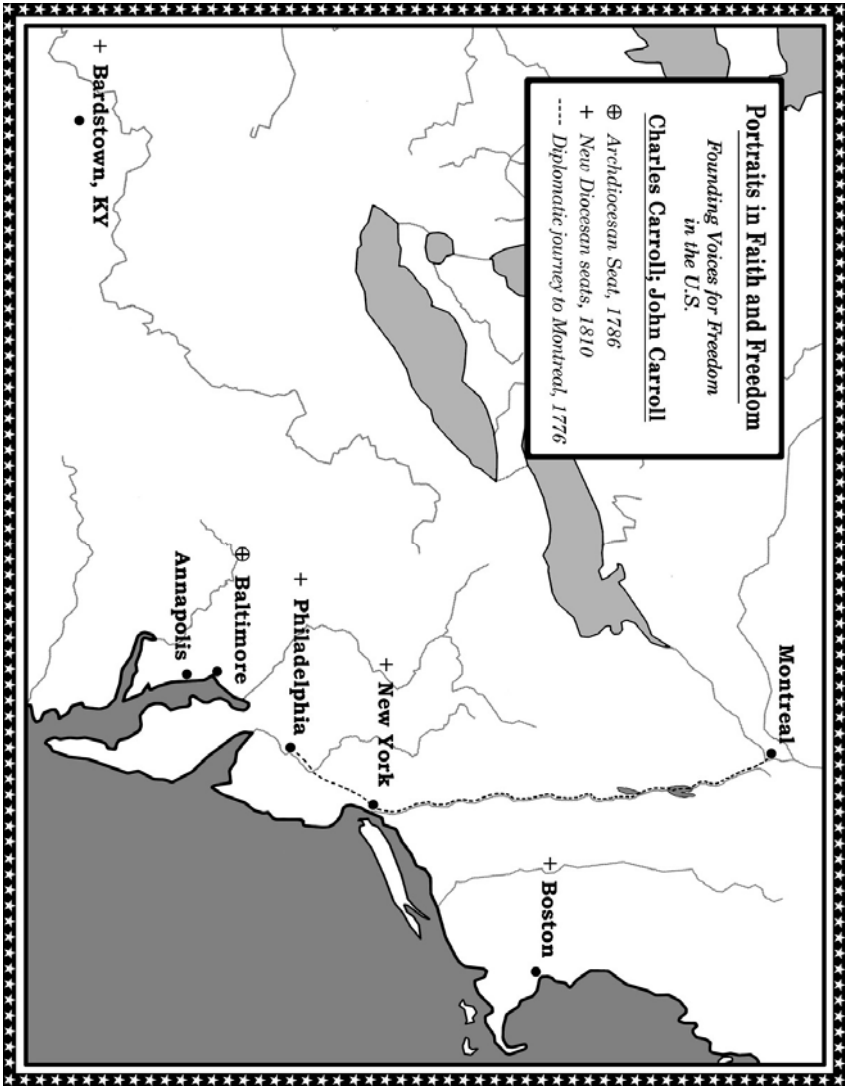 Portraits in Faith and Freedom
Founding Voices for Freedom
in the U.S.
Charles Carroll; John Carroll
⊕ Archdiocesan Seat, 1786
+ New Diocesan seats, 1810
---- Diplomatic journey to Montreal, 1776
Montreal
+ Boston
+ New York
+ Philadelphia
⊕ Baltimore
Annapolis
+ Bardstown, KY